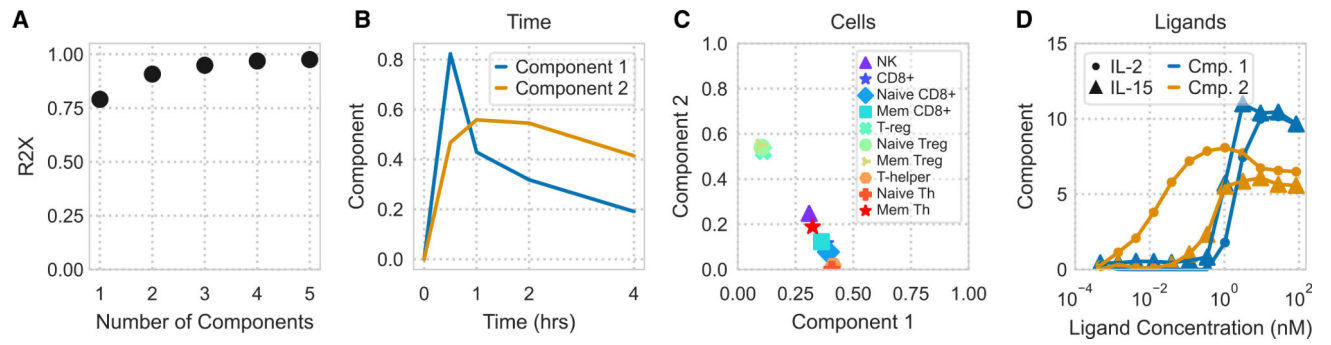 A
R2X
1.00
0.75
0.50
0.25
0.00
1 2 3 4 5
Number of Components
B
Time
Component
0.8
0.6
0.4
0.2
0.0
Component 1
Component 2
0 1 2 4
Time (hrs)
C
Cells
Component 2
1.0
0.8
0.6
0.4
0.2
0.0
NK
CD8+
Naive CD8+
Mem CD8+
T-reg
Naive Treg
Mem Treg
T-helper
Naive Th
Mem Th
0.00 0.25 0.50 0.75 1.00
Component 1
D
Ligands
Component
15
10
5
0
IL-2
IL-15
Cmp. 1
Cmp. 2
10⁻⁴ 10⁻² 10⁰ 10²
Ligand Concentration (nM)